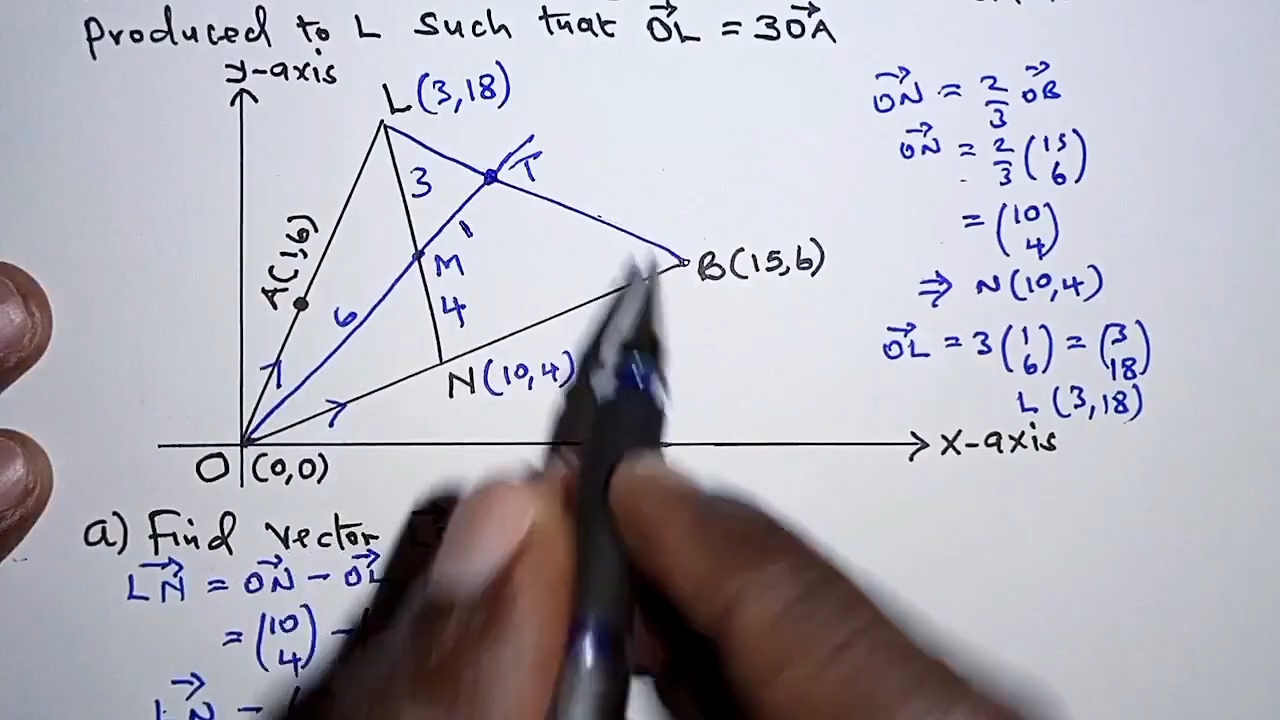 produced to L such that OL = 3OA
y-axis
L(3,18)
3
T
1
A(1,6)
M
6
4
B(15,6)
N(10,4)
x-axis
O (0,0)
ON = 2/3 OB
ON = 2/3 (15 6)
= (10 4)
⇒ N(10,4)
OL = 3(1 6) = (3 18)
L (3,18)
a) Find vector
LN = ON - OL
= (10 4) -
LN =